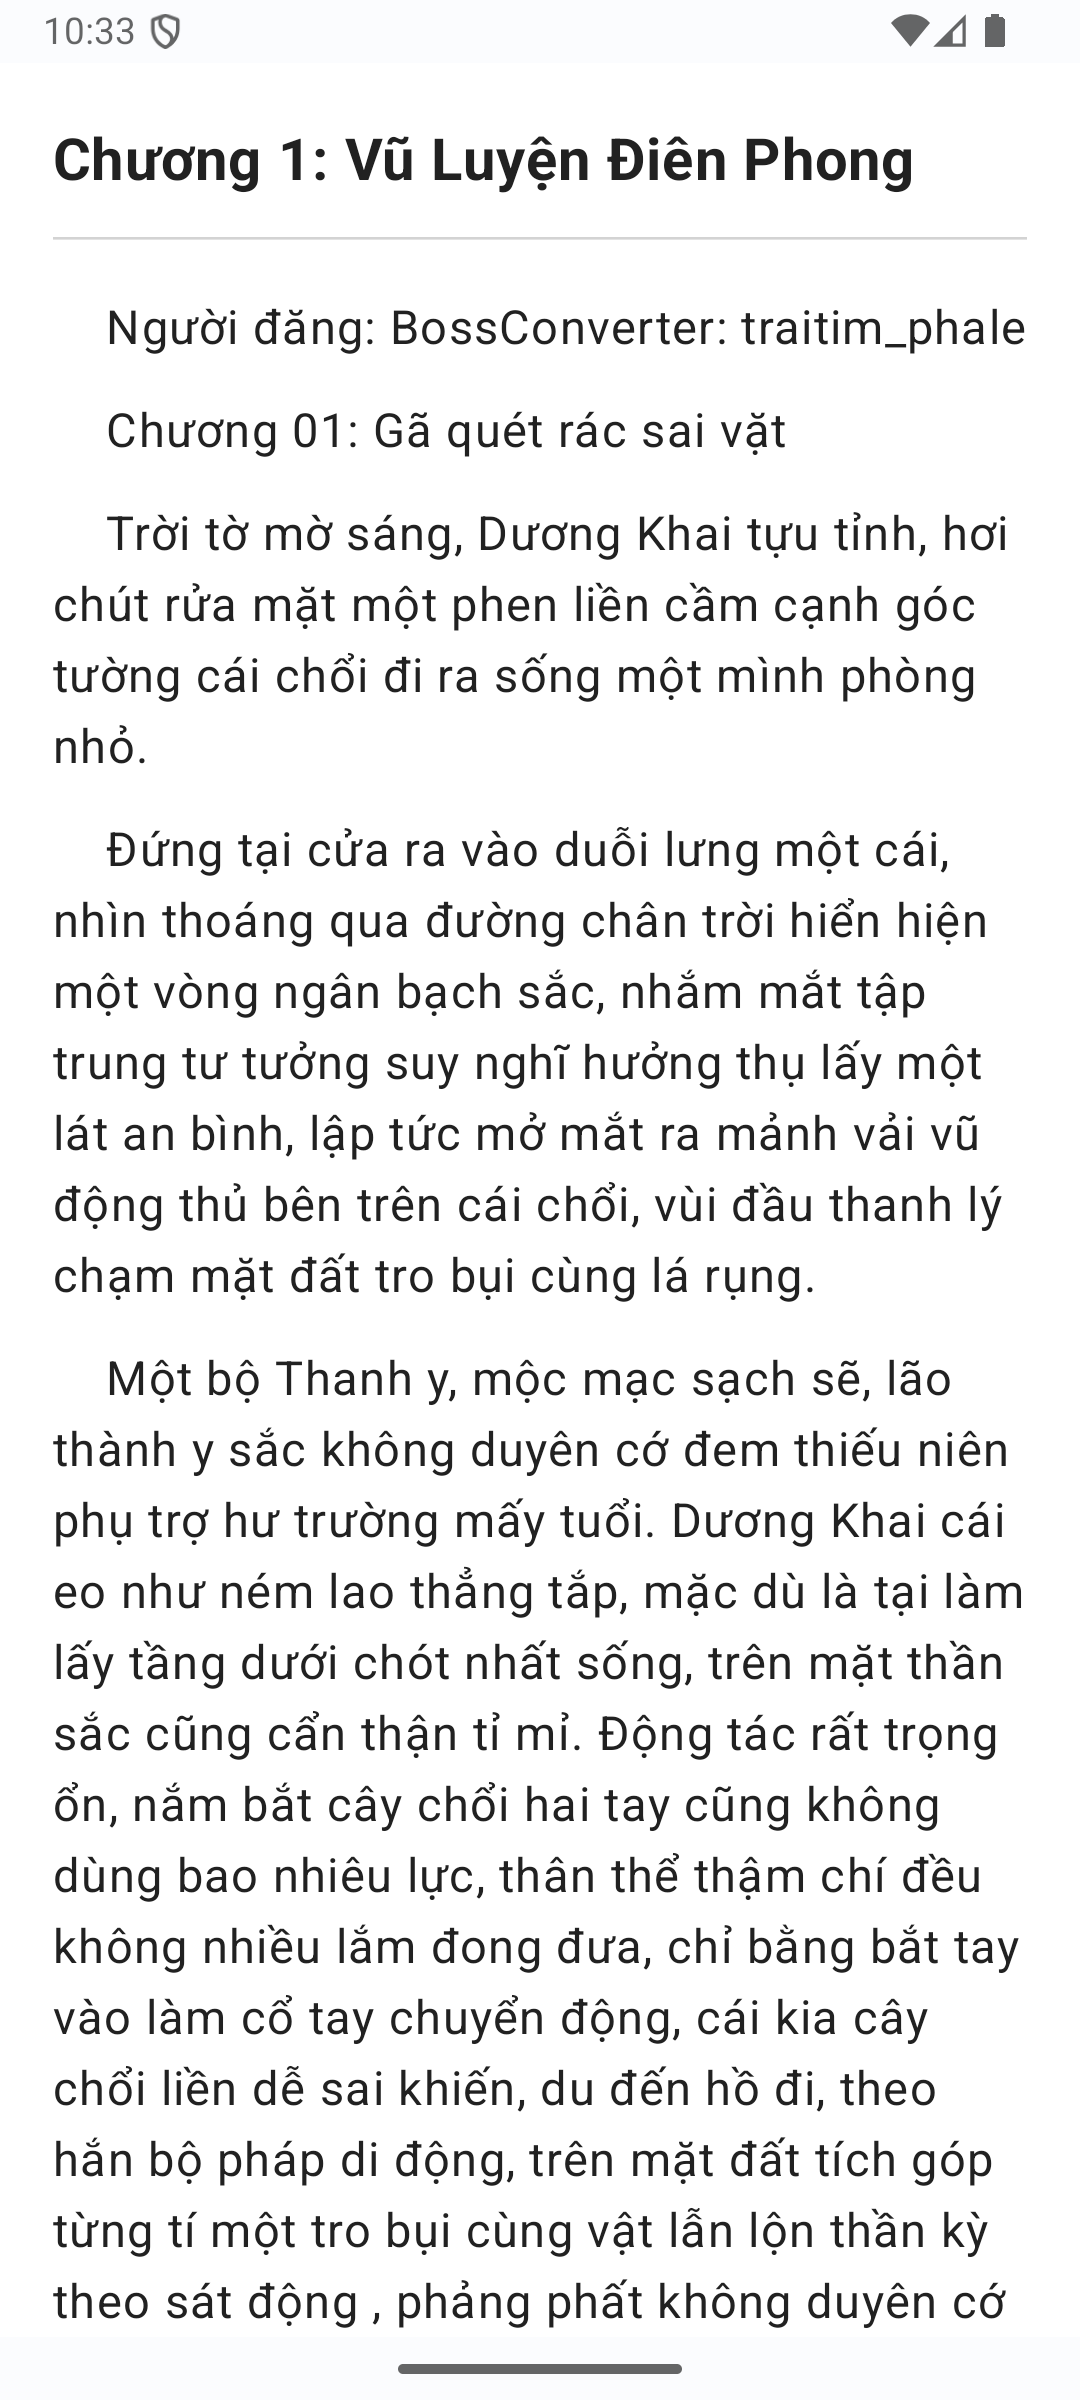 10:33
Chương 1: Vũ Luyện Điên Phong
Người đăng: BossConverter: traitim_phale
Chương 01: Gã quét rác sai vặt
Trời tờ mờ sáng, Dương Khai tựu tỉnh, hơi
chút rửa mặt một phen liền cầm cạnh góc
tường cái chổi đi ra sống một mình phòng
nhỏ.
Đứng tại cửa ra vào duỗi lưng một cái,
nhìn thoáng qua đường chân trời hiển hiện
một vòng ngân bạch sắc, nhắm mắt tập
trung tư tưởng suy nghĩ hưởng thụ lấy một
lát an bình, lập tức mở mắt ra mảnh vải vũ
động thủ bên trên cái chổi, vùi đầu thanh lý
chạm mặt đất tro bụi cùng lá rụng.
Một bộ Thanh y, mộc mạc sạch sẽ, lão
thành y sắc không duyên cớ đem thiếu niên
phụ trợ hư trường mấy tuổi. Dương Khai cái
eo như ném lao thẳng tắp, mặc dù là tại làm
lấy tầng dưới chót nhất sống, trên mặt thần
sắc cũng cẩn thận tỉ mỉ. Động tác rất trọng
ổn, nắm bắt cây chổi hai tay cũng không
dùng bao nhiêu lực, thân thể thậm chí đều
không nhiều lắm đong đưa, chỉ bằng bắt tay
vào làm cổ tay chuyển động, cái kia cây
chổi liền dễ sai khiến, du đến hồ đi, theo
hắn bộ pháp di động, trên mặt đất tích góp
từng tí một tro bụi cùng vật lẫn lộn thần kỳ
theo sát động , phảng phất không duyên cớ